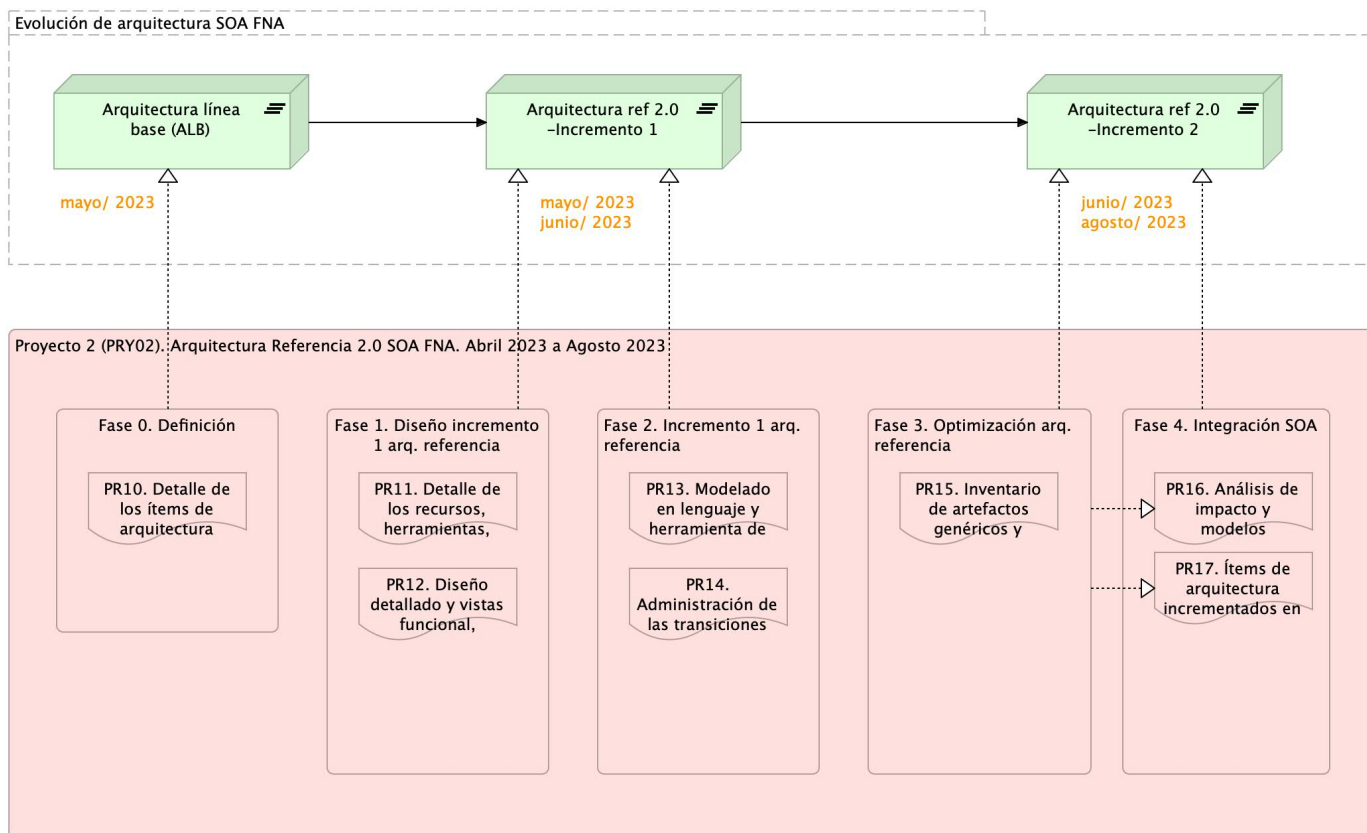 Evolución de arquitectura SOA FNA
Arquitectura línea
base (ALB)
Arquitectura ref 2.0
-Incremento 1
Arquitectura ref 2.0
-Incremento 2
mayo/ 2023
mayo/ 2023
junio/ 2023
junio/ 2023
agosto/ 2023
Proyecto 2 (PRY02). Arquitectura Referencia 2.0 SOA FNA. Abril 2023 a Agosto 2023
Fase 0. Definición
PR10. Detalle de
los ítems de
arquitectura
Fase 1. Diseño incremento
1 arq. referencia
PR11. Detalle de
los recursos,
herramientas,
PR12. Diseño
detallado y vistas
funcional,
Fase 2. Incremento 1 arq.
referencia
PR13. Modelado
en lenguaje y
herramienta de
PR14.
Administración de
las transiciones
Fase 3. Optimización arq.
referencia
PR15. Inventario
de artefactos
genéricos y
Fase 4. Integración SOA
PR16. Análisis de
impacto y
modelos
PR17. Ítems de
arquitectura
incrementados en